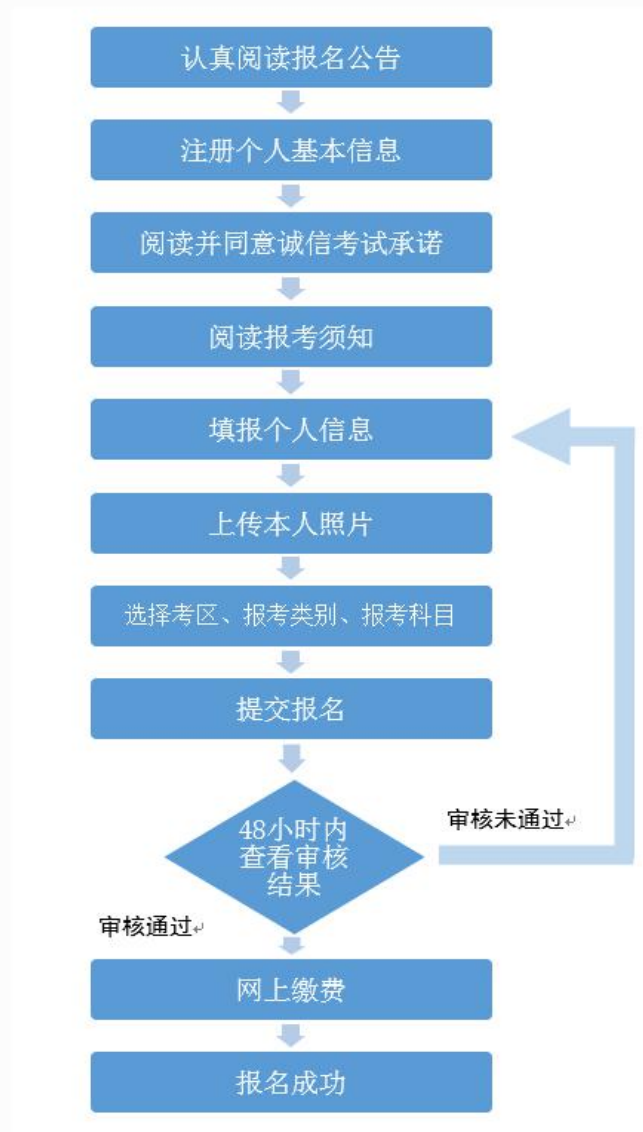 认真阅读报名公告
注册个人基本信息
阅读并同意诚信考试承诺
阅读报考须知
填报个人信息
上传本人照片
选择考区、报考类别、报考科目
提交报名
48小时内
查看审核
结果
审核未通过↵
审核通过↵
网上缴费
报名成功